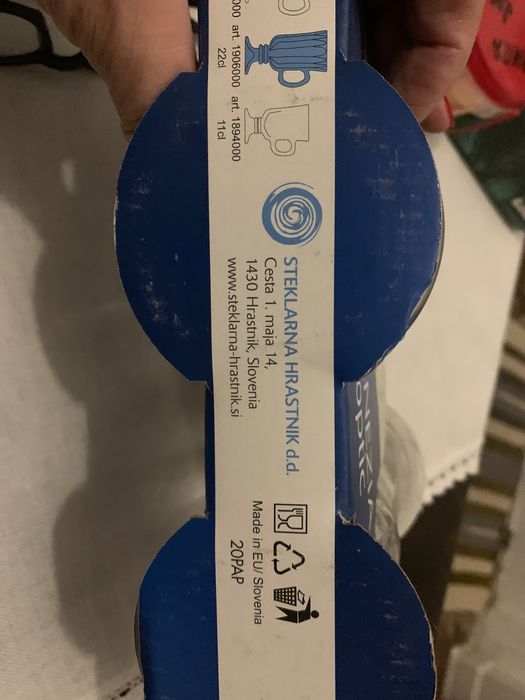 art. 1906000
22cl
art. 1894000
11cl
STEKLARNA HRASTNIK d.d.
Cesta 1. maja 14,
1430 Hrastnik, Slovenia
www.steklarna-hrastnik.si
Made in EU/ Slovenia
20PAP
optic